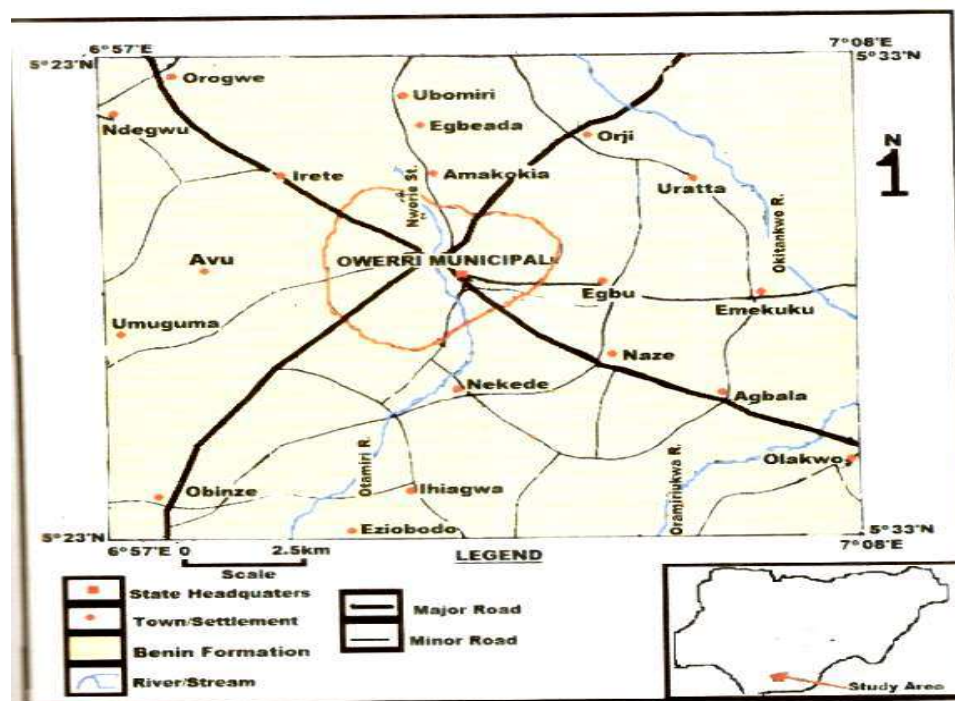 6°57'E
7°08'E
5°23'N
5°33'N
Orogwe
Ubomiri
Ndegwu
Egbeada
Orji
N
1
Irete
Amakokia
Uratta
Nworie St.
Okitankwo R.
Avu
OWERRI MUNICIPAL
Egbu
Emekuku
Umuguma
Naze
Nekede
Agbala
Otamiri R.
Oramiriukwa R.
Olakwo
Obinze
Ihiagwa
Eziobodo
5°23'N
5°33'N
6°57'E
0
2.5km
7°08'E
Scale
LEGEND
State Headquaters
Town/Settlement
Benin Formation
River/Stream
Major Road
Minor Road
Study Area